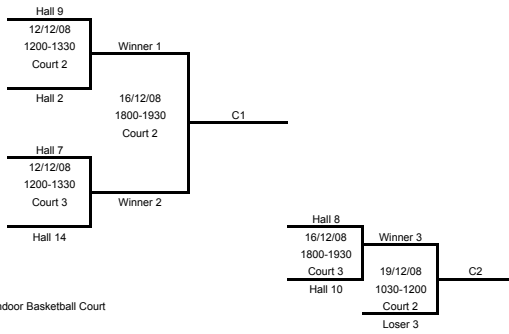 Hall 9
12/12/08
1200-1330
Court 2
Winner 1
Hall 2
16/12/08
1800-1930
Court 2
C1
Hall 7
12/12/08
1200-1330
Court 3
Winner 2
Hall 14
Hall 8
16/12/08
1800-1930
Court 3
Winner 3
Hall 10
19/12/08
1030-1200
Court 2
C2
Loser 3
ndoor Basketball Court